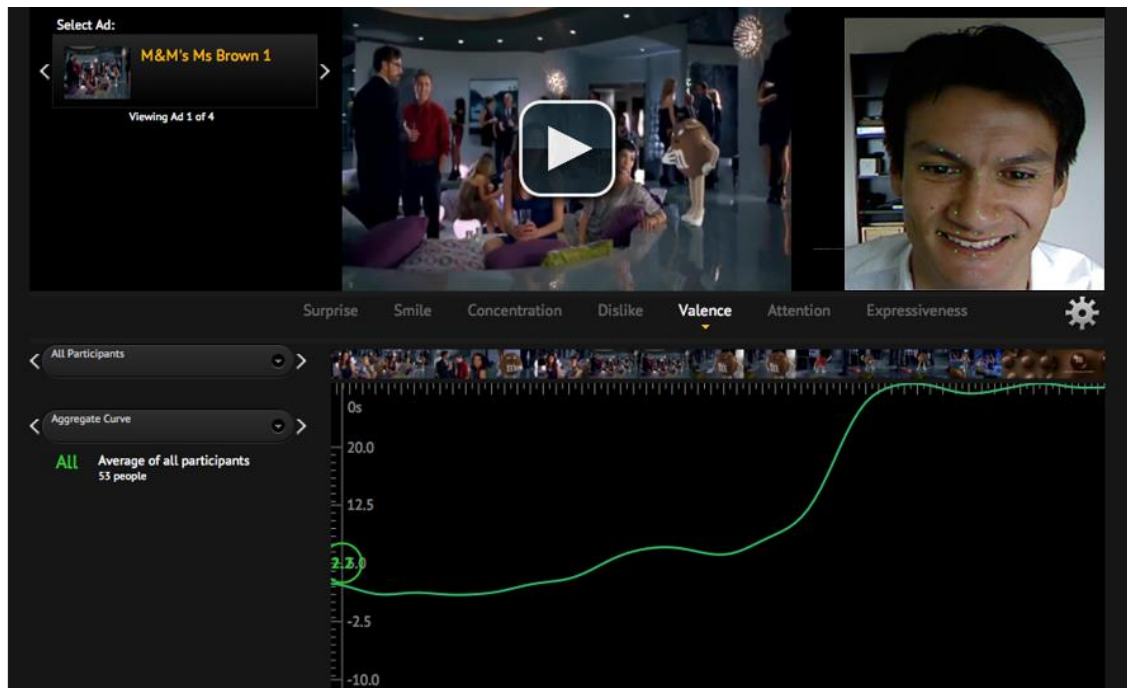 Select Ad:
M&M's Ms Brown 1
Viewing Ad 1 of 4
Surprise Smile Concentration Dislike Valence Attention Expressiveness
All Participants
Aggregate Curve
All Average of all participants
53 people
0s
20.0
12.5
-2.5
-10.0